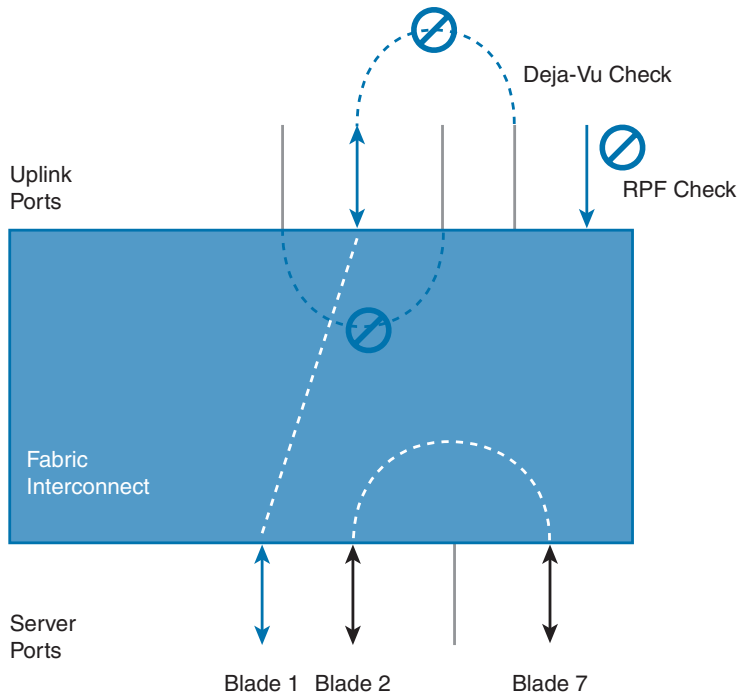 Deja-Vu Check
Uplink
Ports
RPF Check
Fabric
Interconnect
Server
Ports
Blade 1
Blade 2
Blade 7